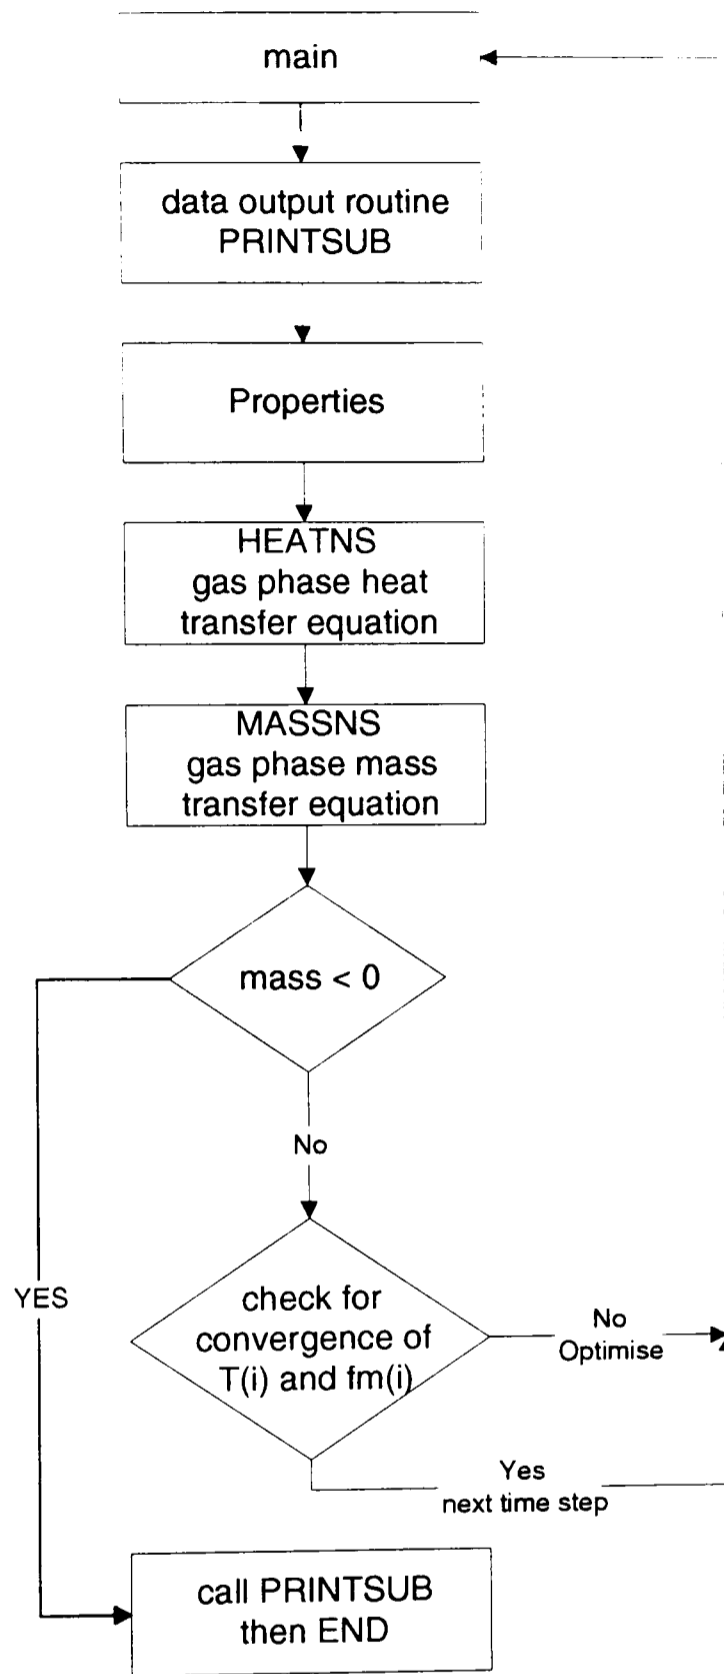 main
data output routine
PRINTSUB
Properties
HEATNS
gas phase heat
transfer equation
MASSNS
gas phase mass
transfer equation
mass < 0
No
YES
check for
convergence of
T(i) and fm(i)
No
Optimise
Yes
next time step
call PRINTSUB
then END